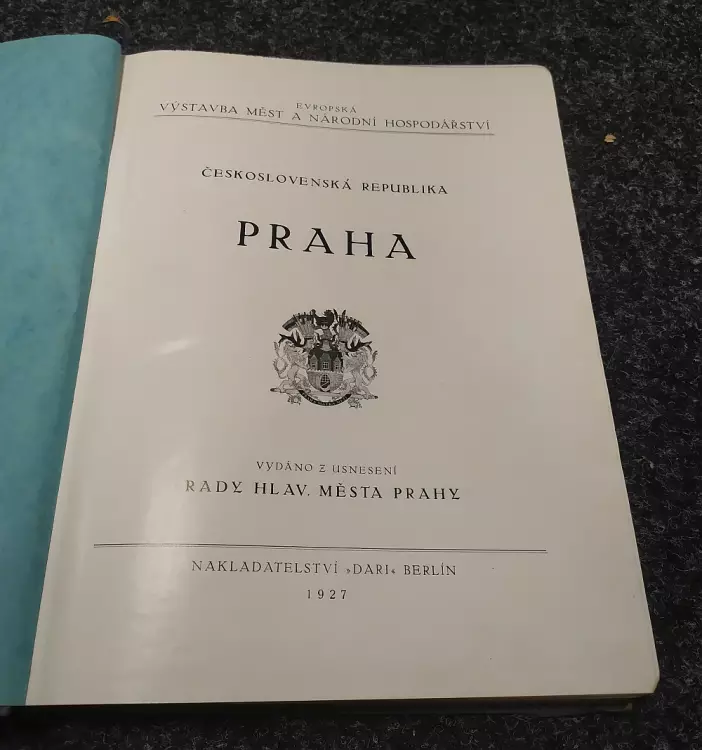 EVROPSKÁ
VÝSTAVBA MĚST A NÁRODNÍ HOSPODÁŘSTVÍ
ČESKOSLOVENSKÁ REPUBLIKA
PRAHA
VYDÁNO Z USNESENÍ
RADY HLAV. MĚSTA PRAHY
NAKLADATELSTVÍ »DARI« BERLÍN
1927